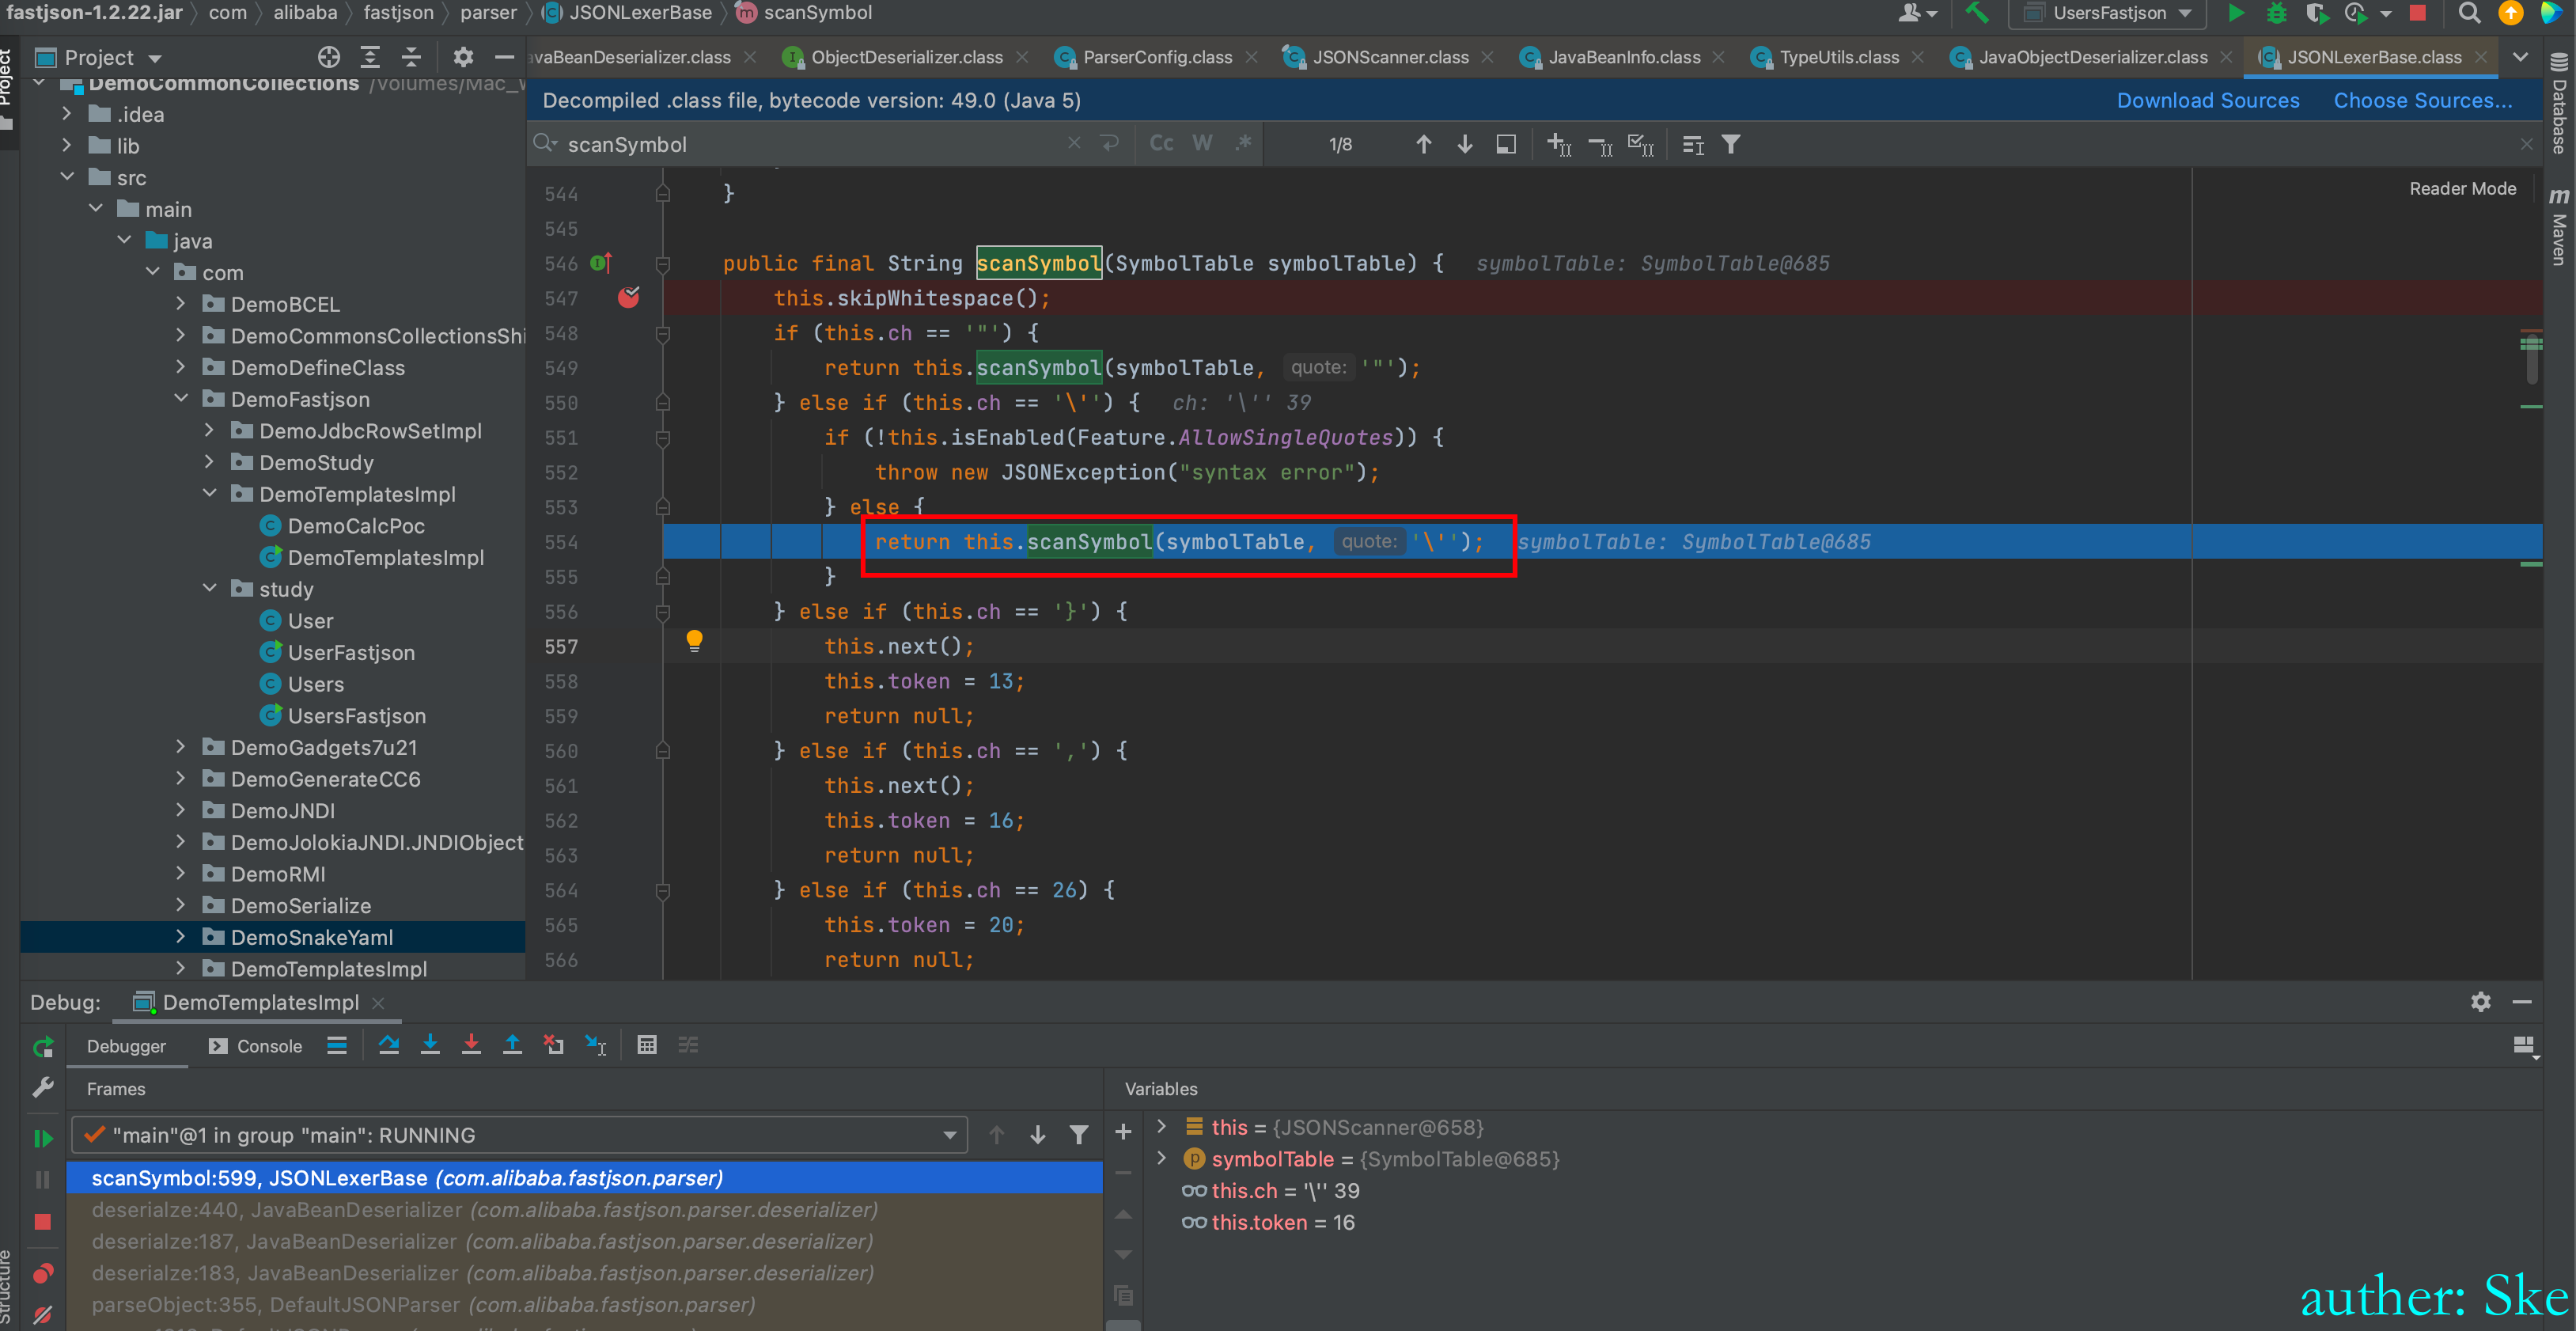 fastjson-1.2.22.jar > com > alibaba > fastjson > parser > JSONLexerBase > scanSymbol
UsersFastjson
Project
avaBeanDeserializer.class
ObjectDeserializer.class
ParserConfig.class
JSONScanner.class
JavaBeanInfo.class
TypeUtils.class
JavaObjectDeserializer.class
JSONLexerBase.class
Project
DemoCommonCollections /Volumes/Mac_
.idea
lib
src
main
java
com
DemoBCEL
DemoCommonsCollectionsShi
DemoDefineClass
DemoFastjson
DemoJdbcRowSetImpl
DemoStudy
DemoTemplatesImpl
DemoCalcPoc
DemoTemplatesImpl
study
User
UserFastjson
Users
UsersFastjson
DemoGadgets7u21
DemoGenerateCC6
DemoJNDI
DemoJolokiaJNDI.JNDIObject
DemoRMI
DemoSerialize
DemoSnakeYaml
DemoTemplatesImpl
Decompiled .class file, bytecode version: 49.0 (Java 5)
Download Sources
Choose Sources...
scanSymbol
Cc
W
.*
1/8
Reader Mode
544 }
545
546 public final String scanSymbol(SymbolTable symbolTable) { symbolTable: SymbolTable@685
547 this.skipWhitespace();
548 if (this.ch == '"') {
549 return this.scanSymbol(symbolTable, quote: '"');
550 } else if (this.ch == '\'') { ch: '\'' 39
551 if (!this.isEnabled(Feature.AllowSingleQuotes)) {
552 throw new JSONException("syntax error");
553 } else {
554 return this.scanSymbol(symbolTable, quote: '\''); symbolTable: SymbolTable@685
555 }
556 } else if (this.ch == '}') {
557 this.next();
558 this.token = 13;
559 return null;
560 } else if (this.ch == ',') {
561 this.next();
562 this.token = 16;
563 return null;
564 } else if (this.ch == 26) {
565 this.token = 20;
566 return null;
Database
Maven
Debug:
DemoTemplatesImpl
Debugger
Console
Frames
"main"@1 in group "main": RUNNING
scanSymbol:599, JSONLexerBase (com.alibaba.fastjson.parser)
deserialze:440, JavaBeanDeserializer (com.alibaba.fastjson.parser.deserializer)
deserialze:187, JavaBeanDeserializer (com.alibaba.fastjson.parser.deserializer)
deserialze:183, JavaBeanDeserializer (com.alibaba.fastjson.parser.deserializer)
parseObject:355, DefaultJSONParser (com.alibaba.fastjson.parser)
Variables
this = {JSONScanner@658}
symbolTable = {SymbolTable@685}
this.ch = '\'' 39
this.token = 16
Structure
auther: Ske